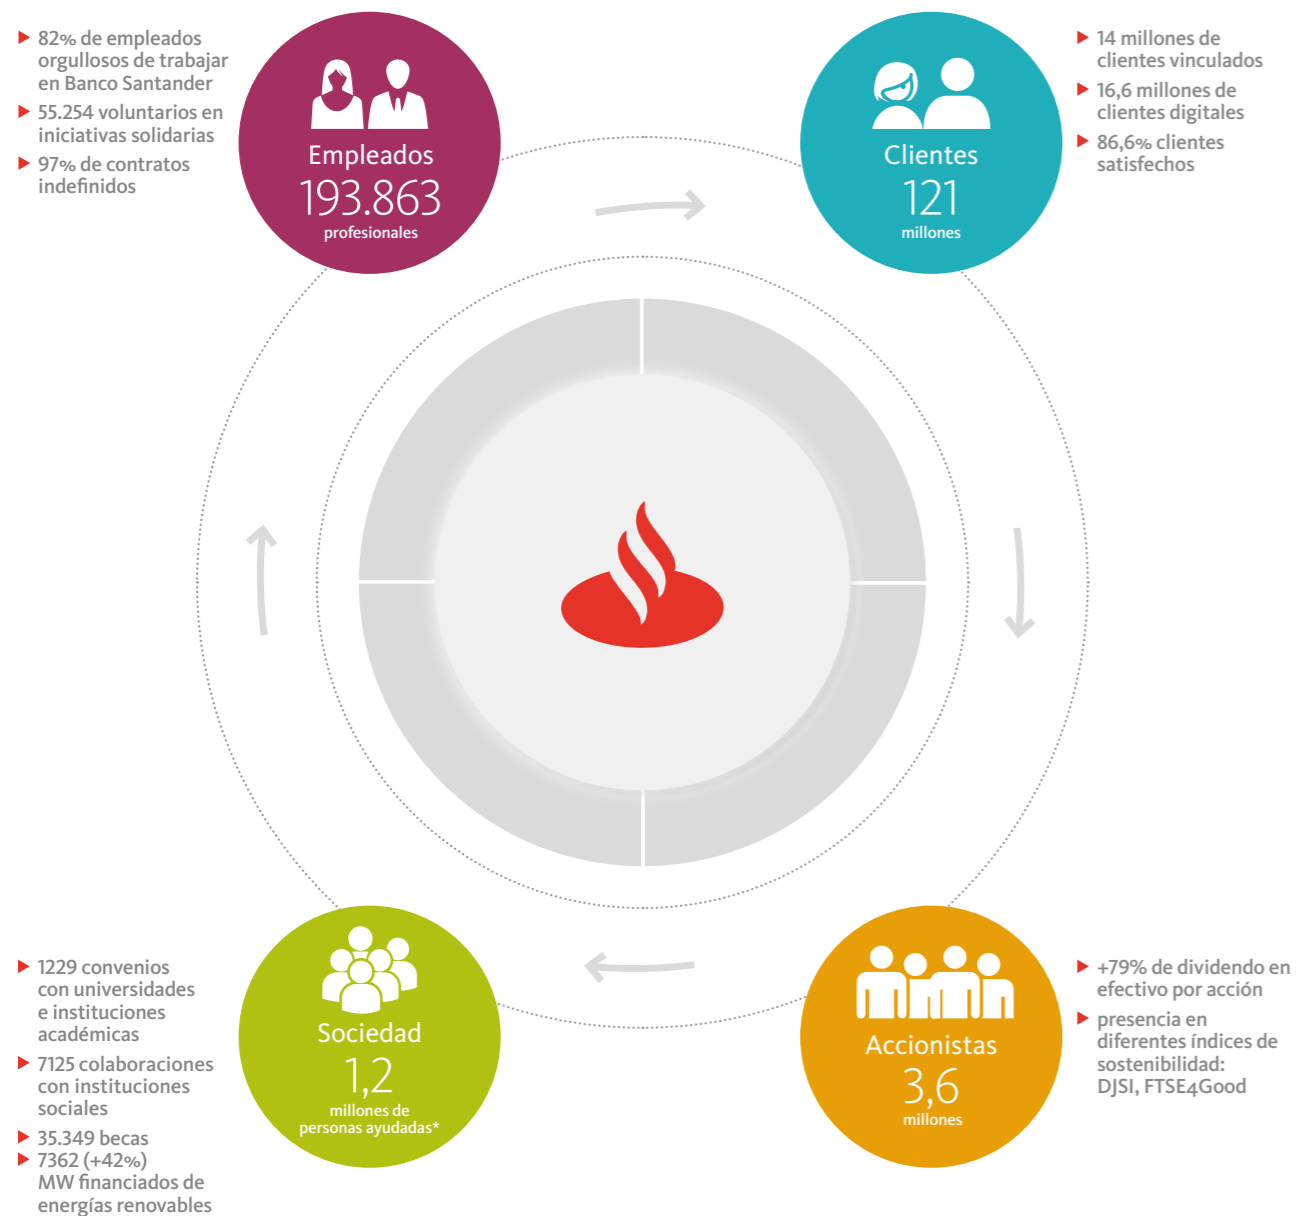 82% de empleados
orgullosos de trabajar
en Banco Santander
55.254 voluntarios en
iniciativas solidarias
97% de contratos
indefinidos
Empleados
193.863
profesionales
Clientes
121
millones
14 millones de
clientes vinculados
16,6 millones de
clientes digitales
86,6% clientes
satisfechos
1229 convenios
con universidades
e instituciones
académicas
7125 colaboraciones
con instituciones
sociales
35.349 becas
7362 (+42%)
MW financiados de
energías renovables
Sociedad
1,2
millones de
personas ayudadas*
Accionistas
3,6
millones
+79% de dividendo en
efectivo por acción
presencia en
diferentes índices de
sostenibilidad:
DJSI, FTSE4Good